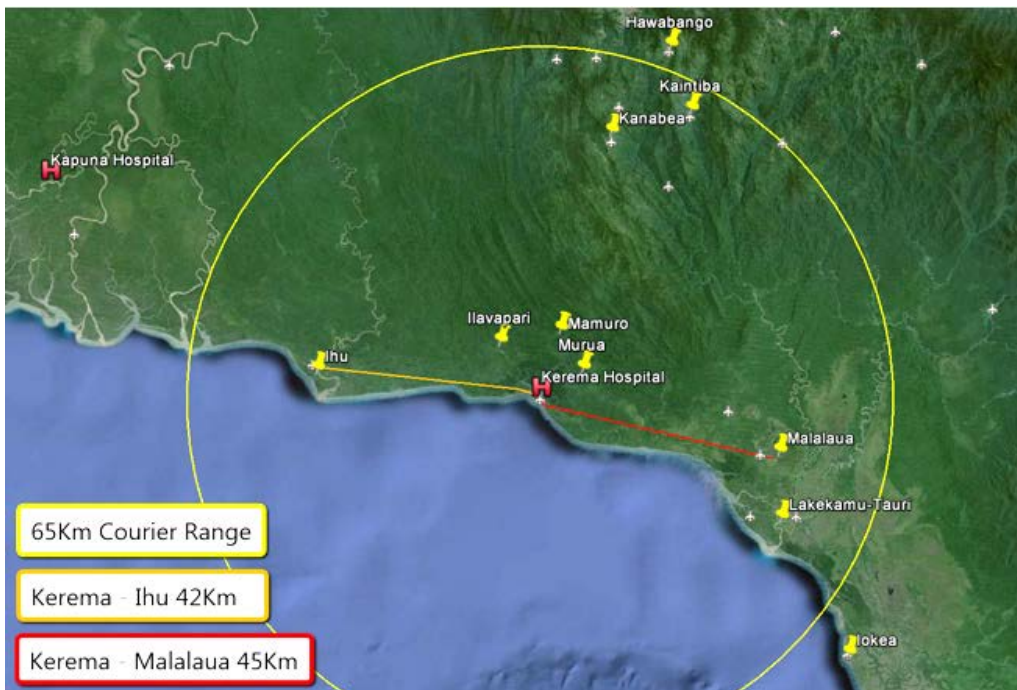 Hawabango
Kaintiba
Kanabea
Kapuna Hospital
Ilavapari
Mamuro
Murua
Ihu
Kerema Hospital
Malalaua
Lakekamu-Tauri
Iokea
65Km Courier Range
Kerema - Ihu 42Km
Kerema - Malalaua 45Km